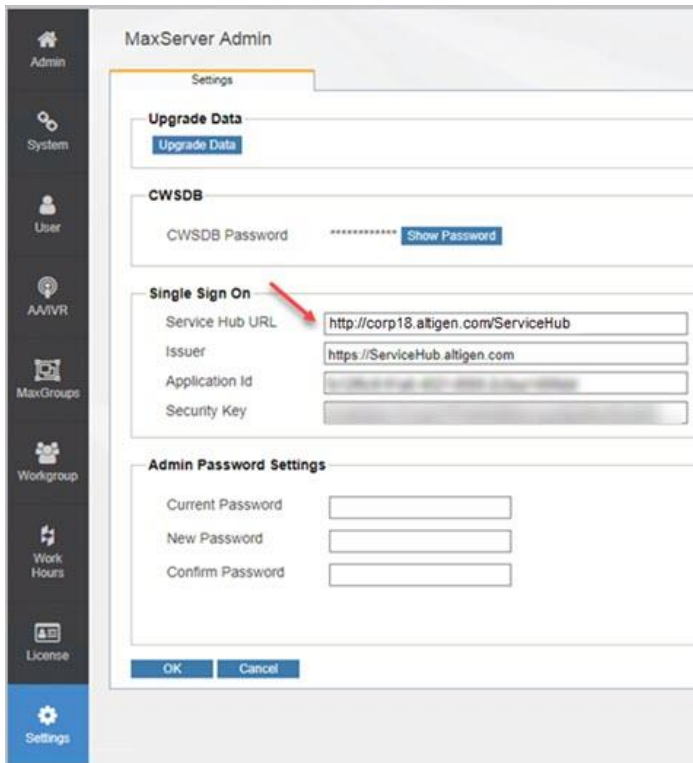 MaxServer Admin
Admin
System
User
AA/IVR
MaxGroups
Workgroup
Work
Hours
License
Settings
Settings
Upgrade Data
Upgrade Data
CWSDB
CWSDB Password ************ Show Password
Single Sign On
Service Hub URL http://corp18.altigen.com/ServiceHub
Issuer https://ServiceHub.altigen.com
Application Id
Security Key
Admin Password Settings
Current Password
New Password
Confirm Password
OK Cancel